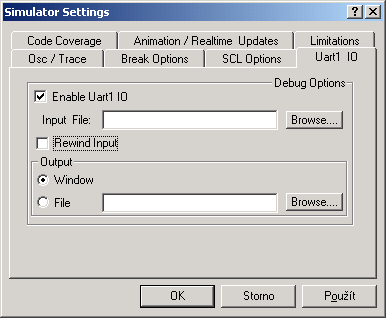 Simulator Settings
Code Coverage
Animation / Realtime Updates
Limitations
Osc / Trace
Break Options
SCL Options
Uart1 IO
Debug Options
Enable Uart1 IO
Input File:
Browse....
Rewind Input
Output
Window
File
Browse....
OK
Storno
Použít